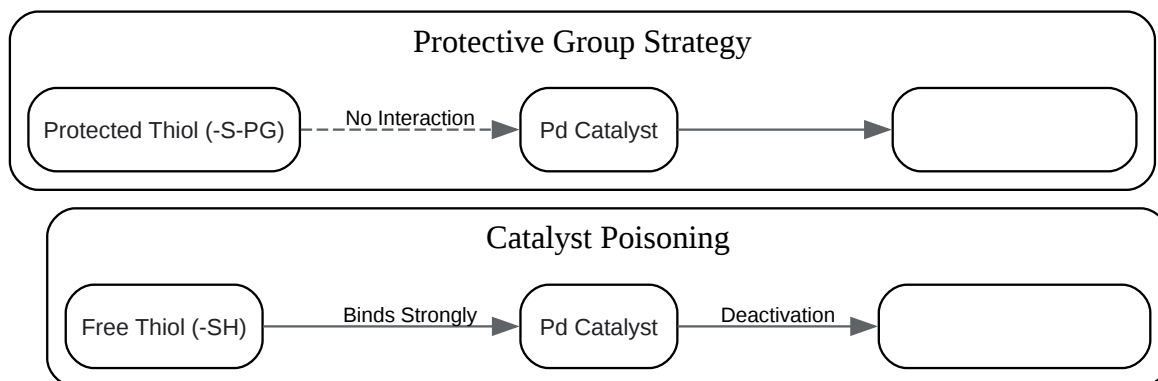 Protective Group Strategy
Protected Thiol (-S-PG)
No Interaction
Pd Catalyst
Catalyst Poisoning
Free Thiol (-SH)
Binds Strongly
Pd Catalyst
Deactivation